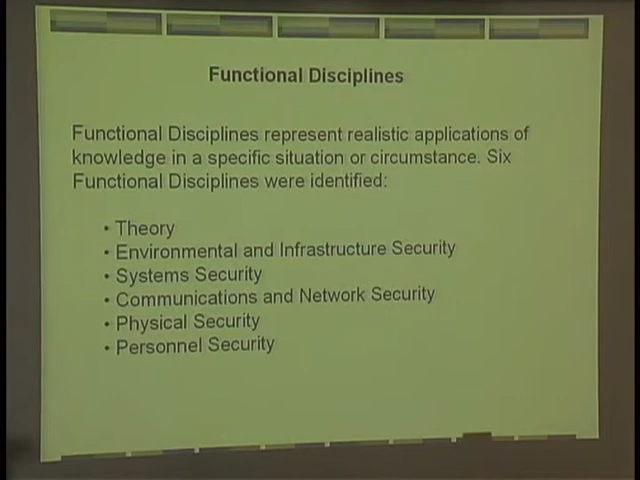 Functional Disciplines
Functional Disciplines represent realistic applications of
knowledge in a specific situation or circumstance. Six
Functional Disciplines were identified:
• Theory
• Environmental and Infrastructure Security
• Systems Security
• Communications and Network Security
• Physical Security
• Personnel Security